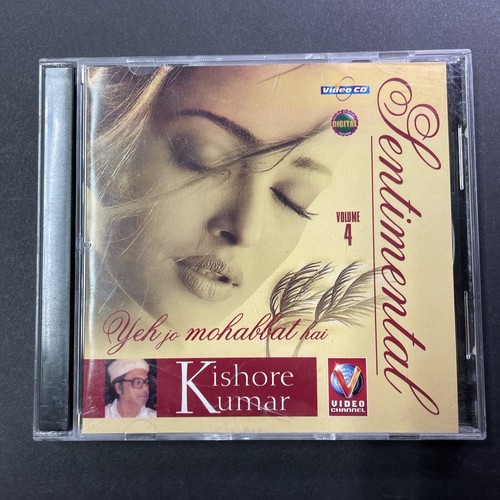 Video CD
DIGITAL
Sentimental
VOLUME
4
Yeh jo mohabbat hai
Kishore
Kumar
V
VIDEO
CHANNEL